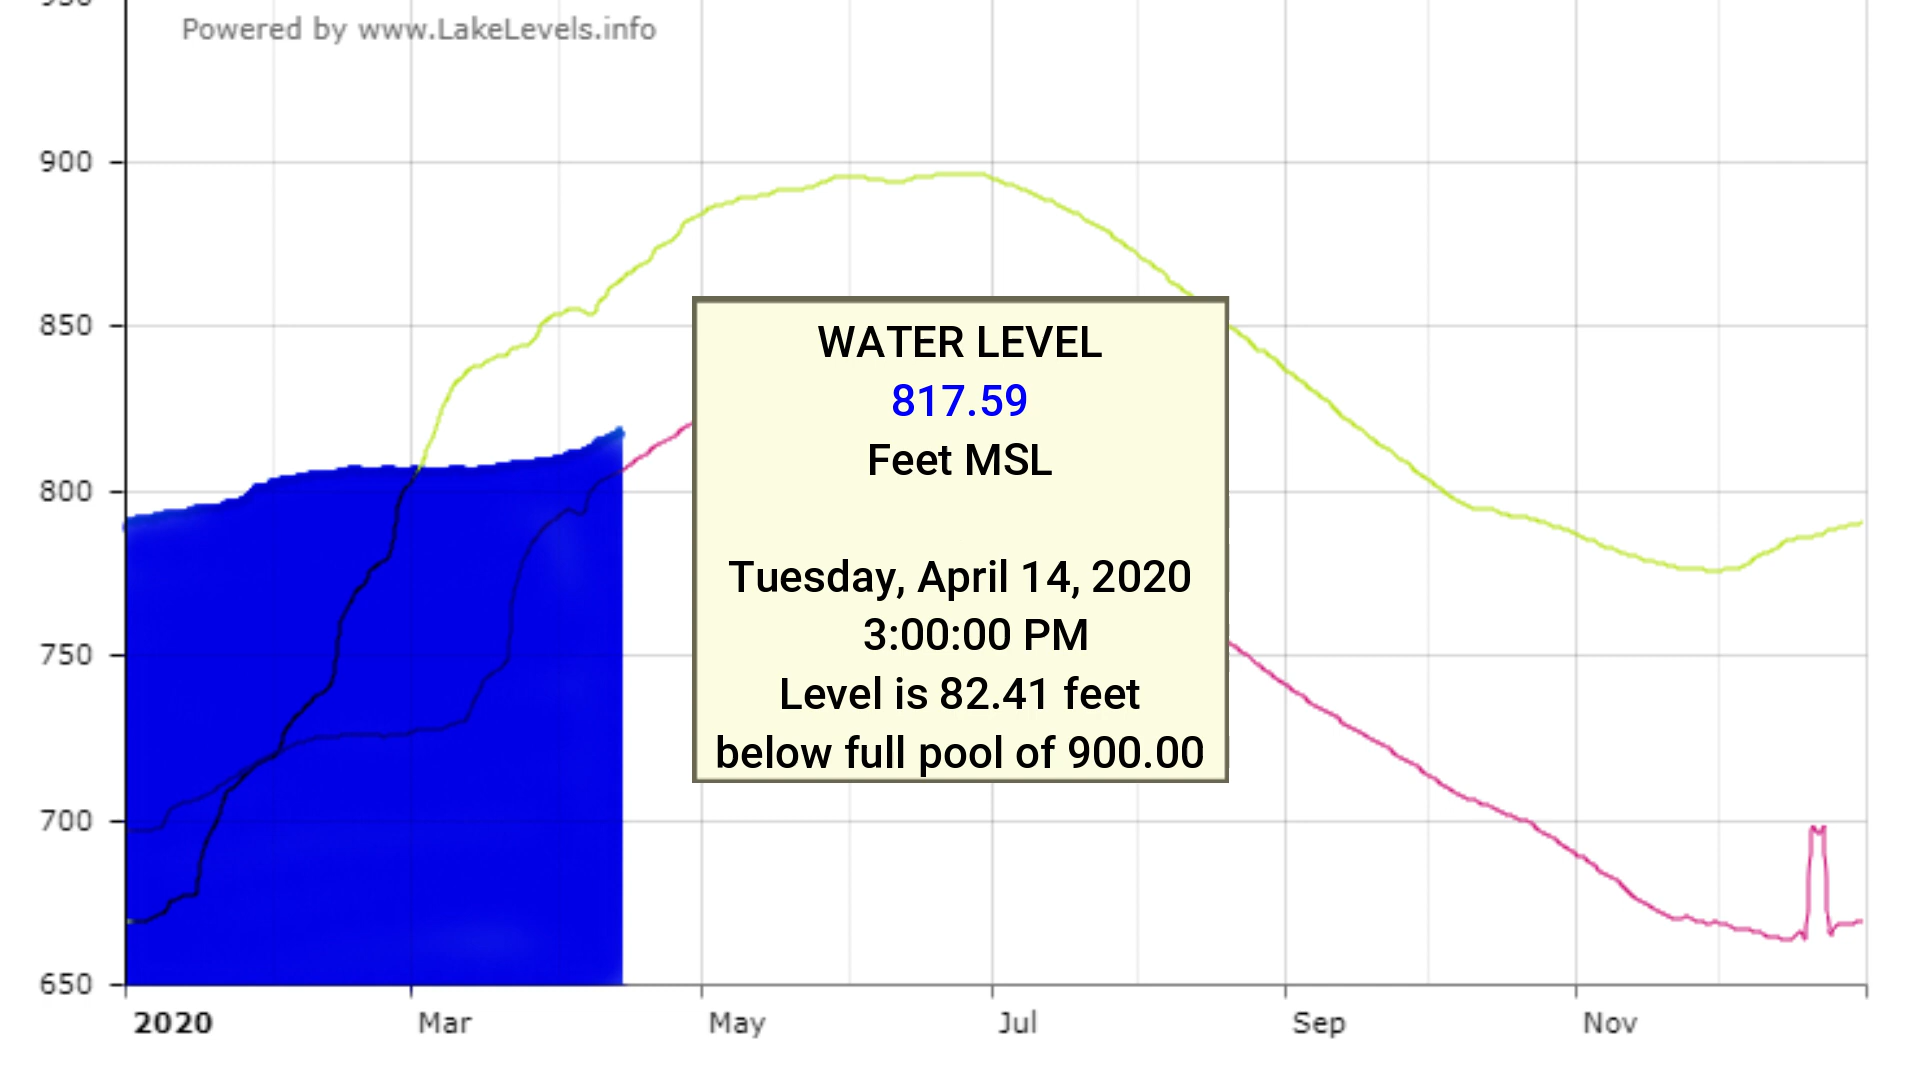 950
Powered by www.LakeLevels.info
900
850
800
750
700
650
WATER LEVEL
817.59
Feet MSL
Tuesday, April 14, 2020
3:00:00 PM
Level is 82.41 feet
below full pool of 900.00
2020 Mar May Jul Sep Nov